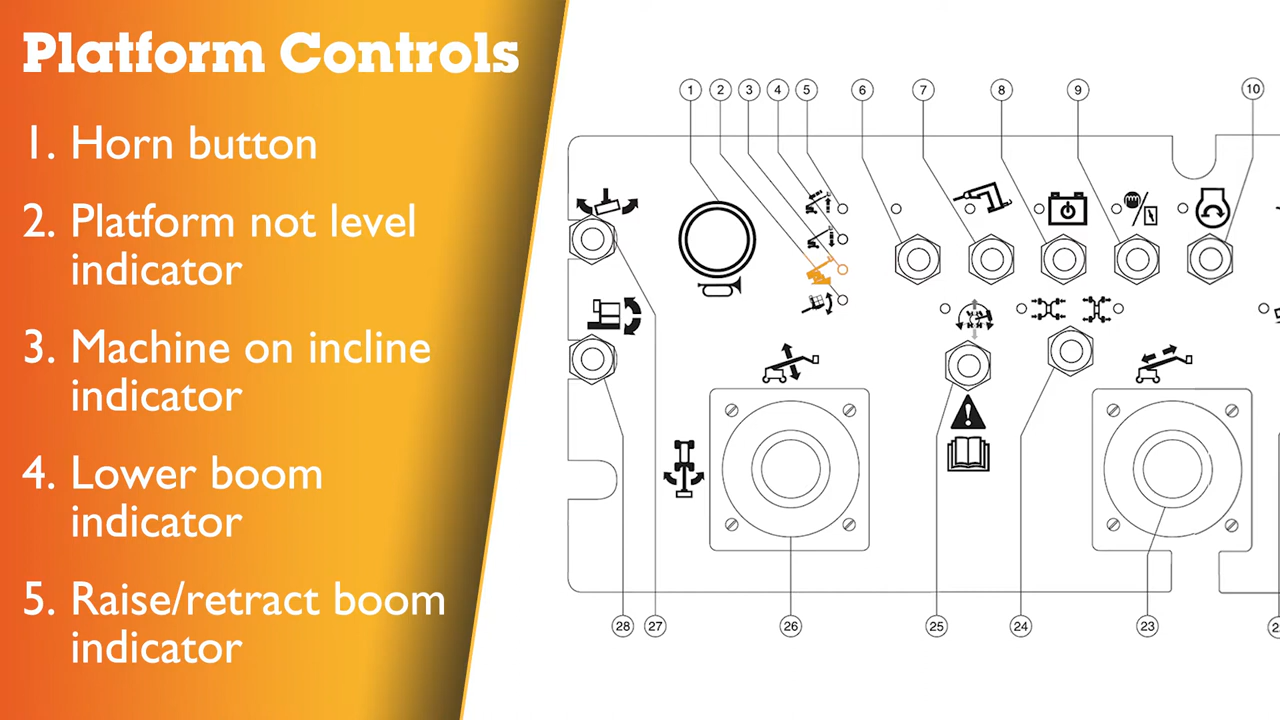 Platform Controls
1. Horn button
2. Platform not level
indicator
3. Machine on incline
indicator
4. Lower boom
indicator
5. Raise/retract boom
indicator
1 2 3 4 5 6 7 8 9 10
28 27 26 25 24 23